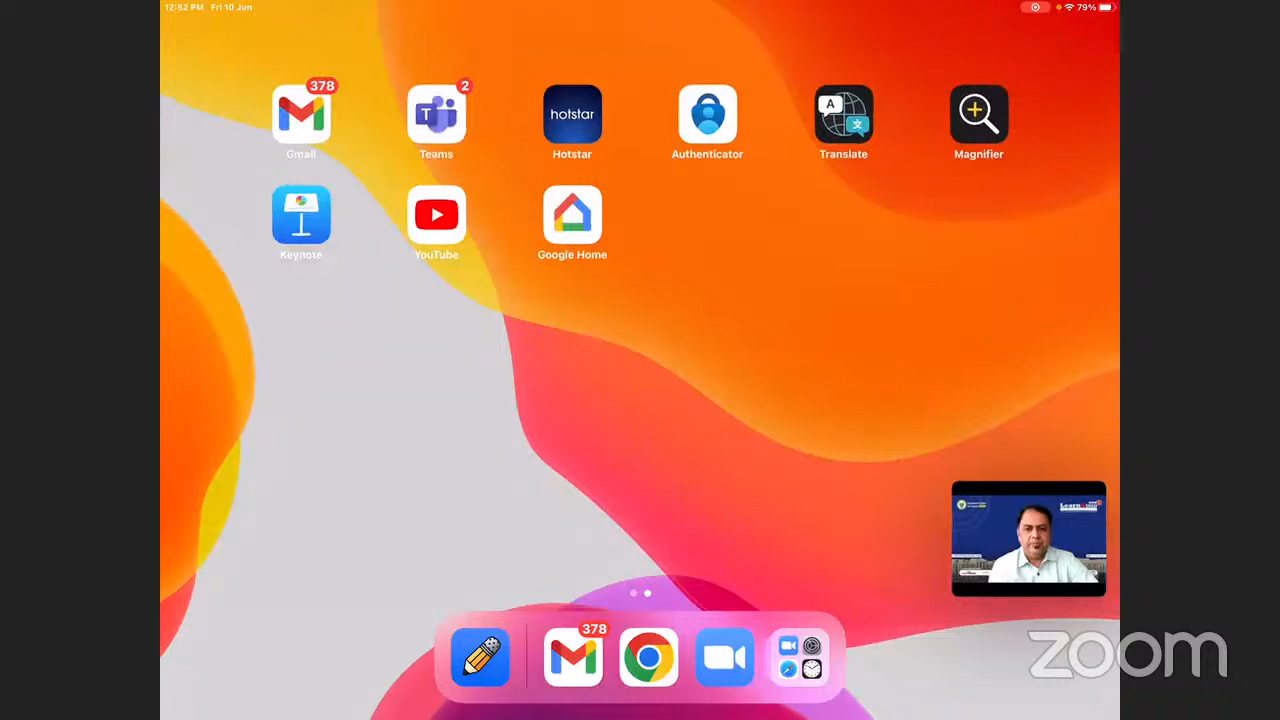 12:52 PM Fri 10 Jun
79%
378
2
T
hotstar
A
文
Gmail
Teams
Hotstar
Authenticator
Translate
Magnifier
Keynote
YouTube
Google Home
378
zoom